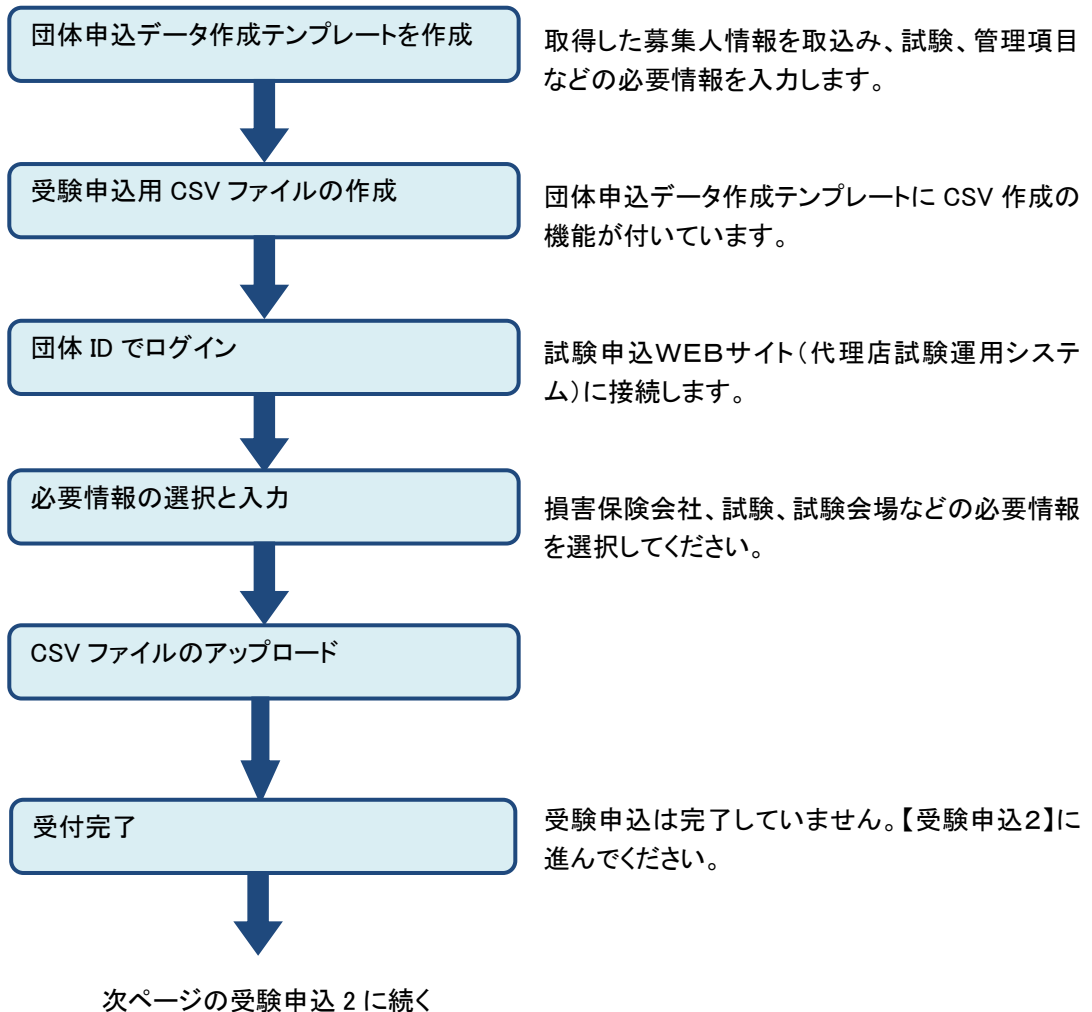 団体申込データ作成テンプレートを作成
取得した募集人情報を取込み、試験、管理項目
などの必要情報を入力します。
受験申込用 CSV ファイルの作成
団体申込データ作成テンプレートに CSV 作成の
機能が付いています。
団体 ID でログイン
試験申込WEBサイト(代理店試験運用システ
ム)に接続します。
必要情報の選択と入力
損害保険会社、試験、試験会場などの必要情報
を選択してください。
CSV ファイルのアップロード
受付完了
受験申込は完了していません。【受験申込2】に
進んでください。
次ページの受験申込 2 に続く